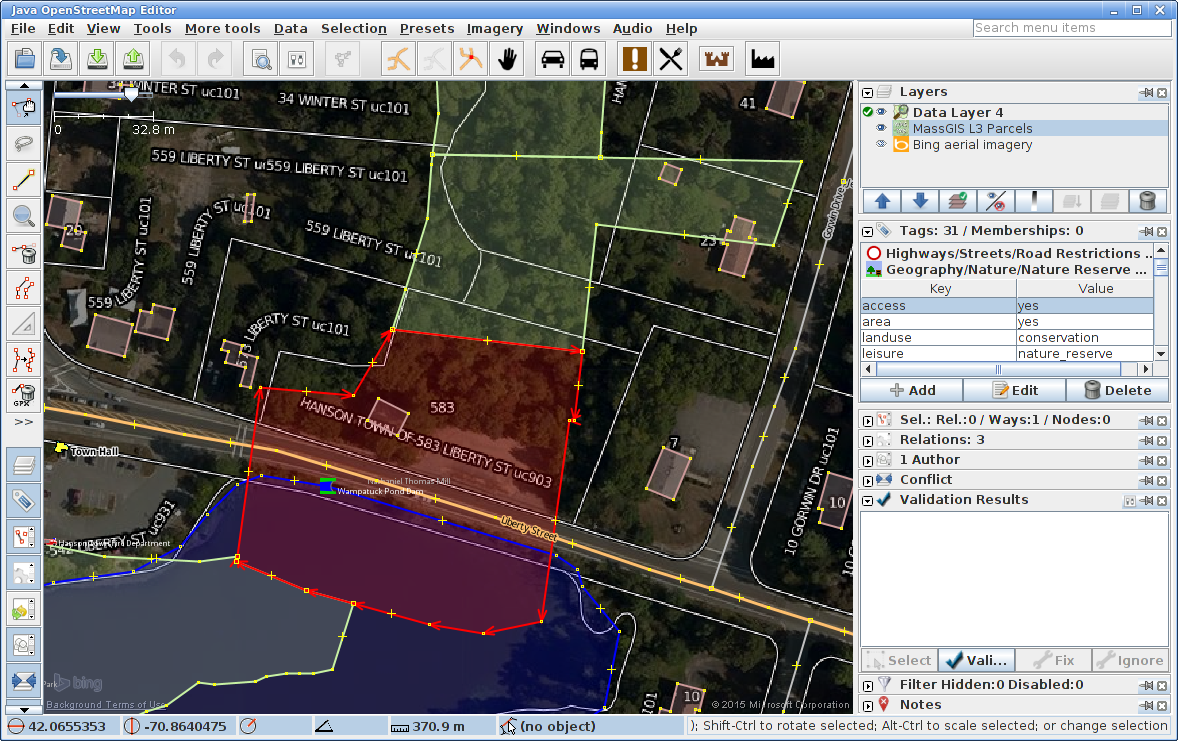 Java OpenStreetMap Editor
File Edit View Tools More tools Data Selection Presets Imagery Windows Audio Help
Search menu items
0 32.8 m
34 WINTER ST uc101
34 WINTER ST uc101
41
559 LIBERTY ST
559 LIBERTY ST uc101
559 LIBERTY ST uc101
559 LIBERTY ST uc101
559 LIBERTY ST uc101
20
23
573 LIBERTY ST uc101
583
HANSON TOWN OF 583 LIBERTY ST uc903
7
Town Hall
Nathaniel Thomas Mill
Wampatuck Pond Dam
Liberty Street
10 GORWIN DR uc101
10
542 LIBERTY ST uc931
10
Park
bing
Background Terms of Use
© 2015 Microsoft Corporation
Layers
Data Layer 4
MassGIS L3 Parcels
Bing aerial imagery
Tags: 31 / Memberships: 0
Highways/Streets/Road Restrictions ...
Geography/Nature/Nature Reserve ...
Key Value
access yes
area yes
landuse conservation
leisure nature_reserve
Add Edit Delete
Sel.: Rel.:0 / Ways:1 / Nodes:0
Relations: 3
1 Author
Conflict
Validation Results
Select Vali... Fix Ignore
Filter Hidden:0 Disabled:0
Notes
GPX
>>
42.0655353 -70.8640475 370.9 m (no object) ); Shift-Ctrl to rotate selected; Alt-Ctrl to scale selected; or change selection